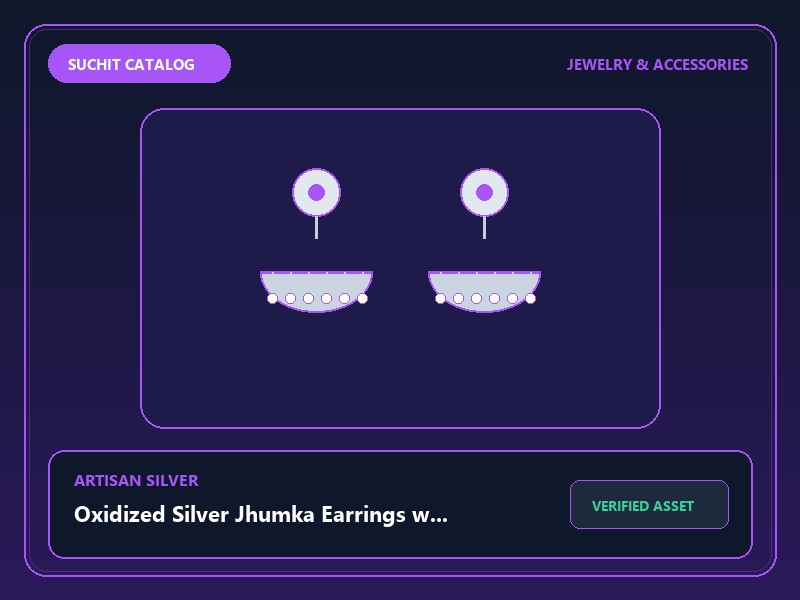 SUCHIT CATALOG
JEWELRY & ACCESSORIES
ARTISAN SILVER
Oxidized Silver Jhumka Earrings w...
VERIFIED ASSET